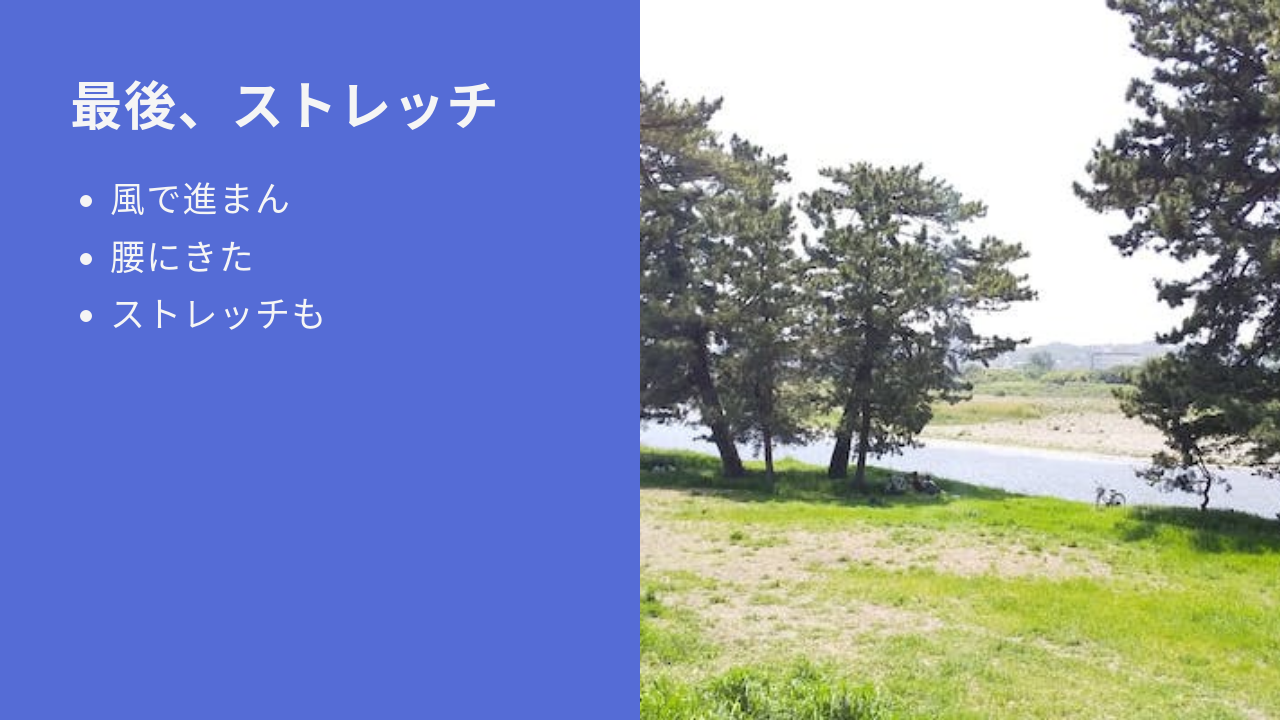 最後、ストレッチ
• 風で進まん
• 腰にきた
• ストレッチも